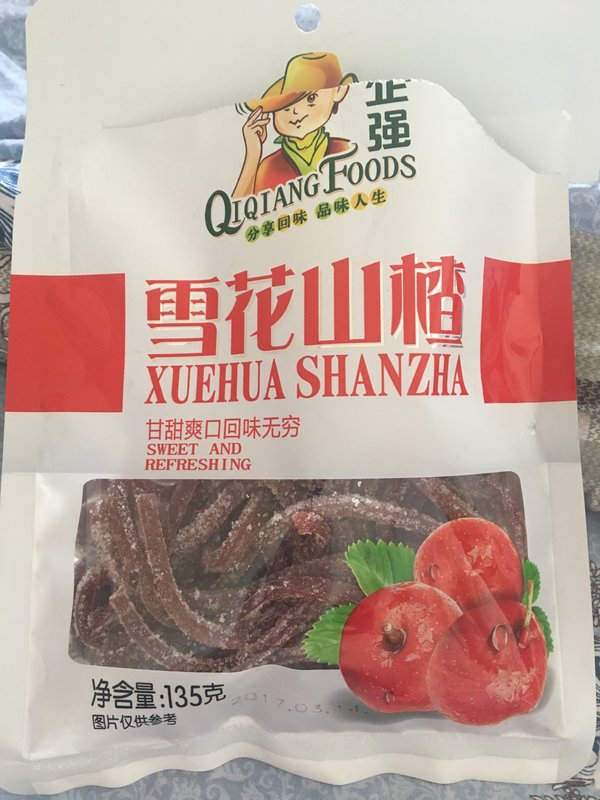 企强
QIQIANG FOODS
分享回味 品味人生
雪花山楂
XUEHUA SHANZHA
甘甜爽口回味无穷
SWEET AND
REFRESHING
净含量:135克
2017.03.14
图片仅供参考